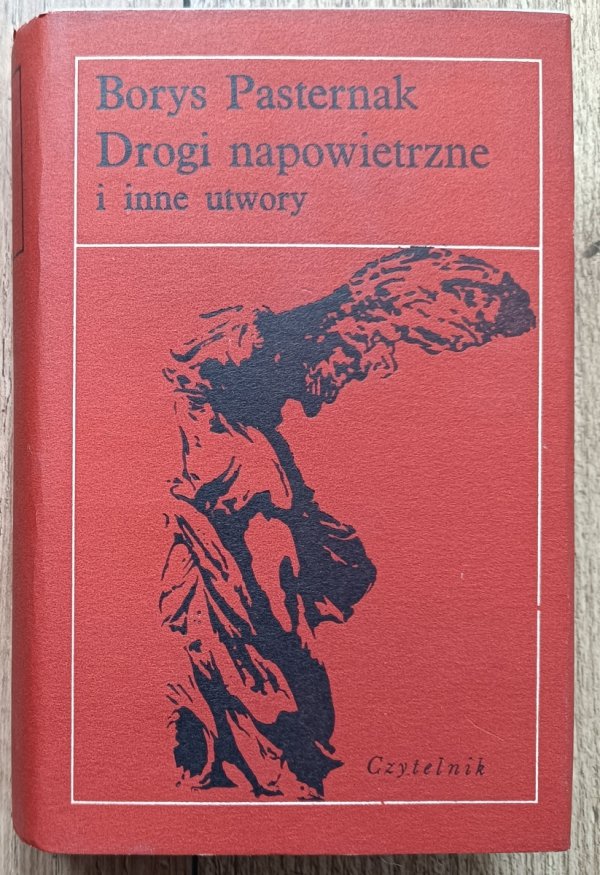 Borys Pasternak
Drogi napowietrzne
i inne utwory
Czytelnik